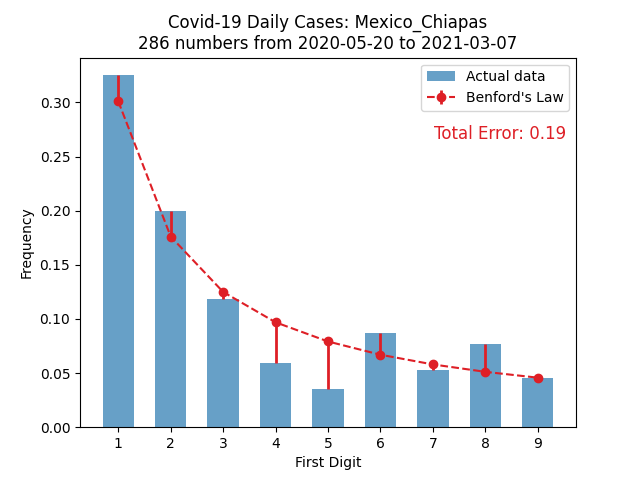 Covid-19 Daily Cases: Mexico_Chiapas
286 numbers from 2020-05-20 to 2021-03-07
Actual data
Benford's Law
Total Error: 0.19
Frequency
0.30
0.25
0.20
0.15
0.10
0.05
0.00
1 2 3 4 5 6 7 8 9
First Digit